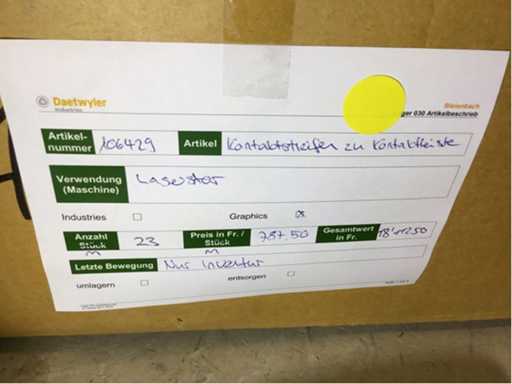 Daetwyler
Industries
Bleienbach
ger 030 Artikelbeschrieb
Artikel-nummer 106429 Artikel Kontaktstreifen zu Kontaktleiste
Verwendung (Maschine) Laserstar
Industries ☐ Graphics ☒
Anzahl Stück 23 Preis in Fr. / Stück 787.50 Gesamtwert in Fr. 18'112.50
M M
Letzte Bewegung Nur Inventur
umlagern ☐ entsorgen ☐